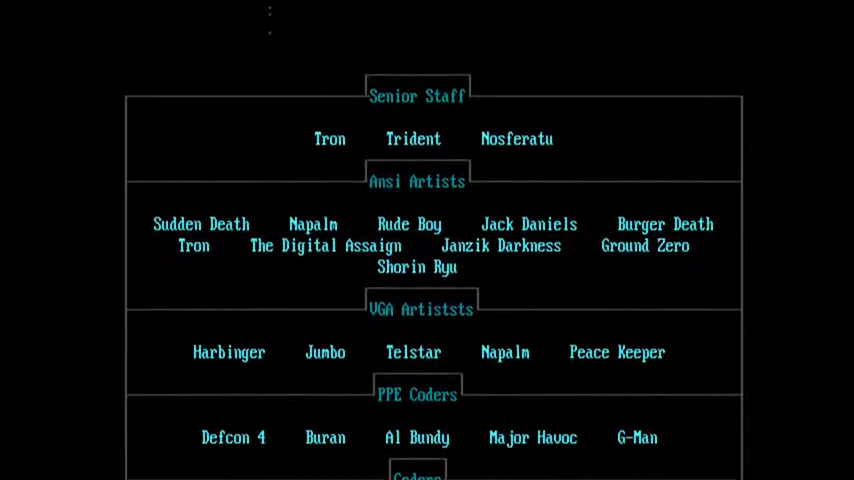 Senior Staff
Tron Trident Nosferatu
Ansi Artists
Sudden Death Napalm Rude Boy Jack Daniels Burger Death
Tron The Digital Assaign Janzik Darkness Ground Zero
Shorin Ryu
VGA Artiststs
Harbinger Jumbo Telstar Napalm Peace Keeper
PPE Coders
Defcon 4 Buran Al Bundy Major Havoc G-Man
Coders